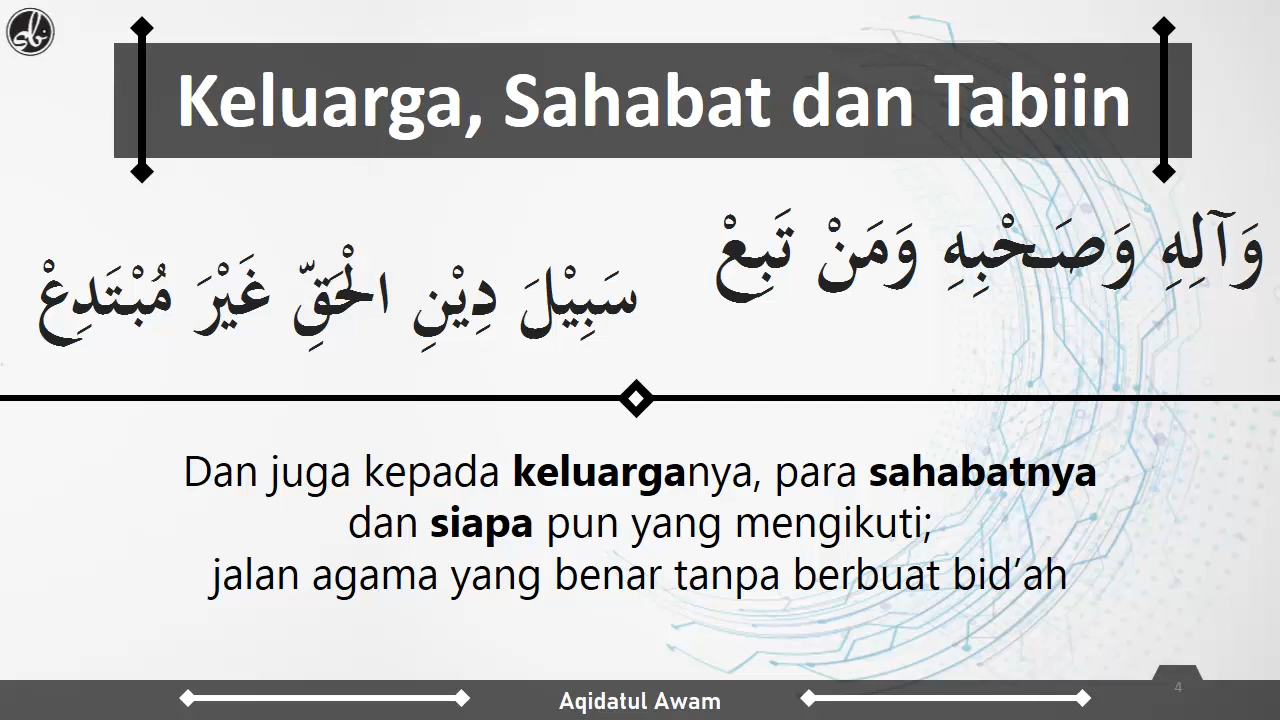 sbi
Keluarga, Sahabat dan Tabiin
وَآلِهِ وَصَحْبِهِ وَمَنْ تَبِعْ
سَبِيْلَ دِيْنِ الْحَقِّ غَيْرَ مُبْتَدِعْ
Dan juga kepada keluarganya, para sahabatnya
dan siapa pun yang mengikuti;
jalan agama yang benar tanpa berbuat bid’ah
Aqidatul Awam
4